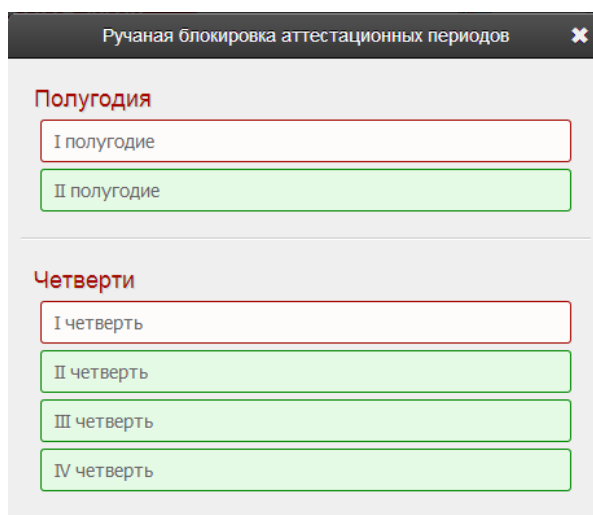 Ручаная блокировка аттестационных периодов
Полугодия
I полугодие
II полугодие
Четверти
I четверть
II четверть
III четверть
IV четверть